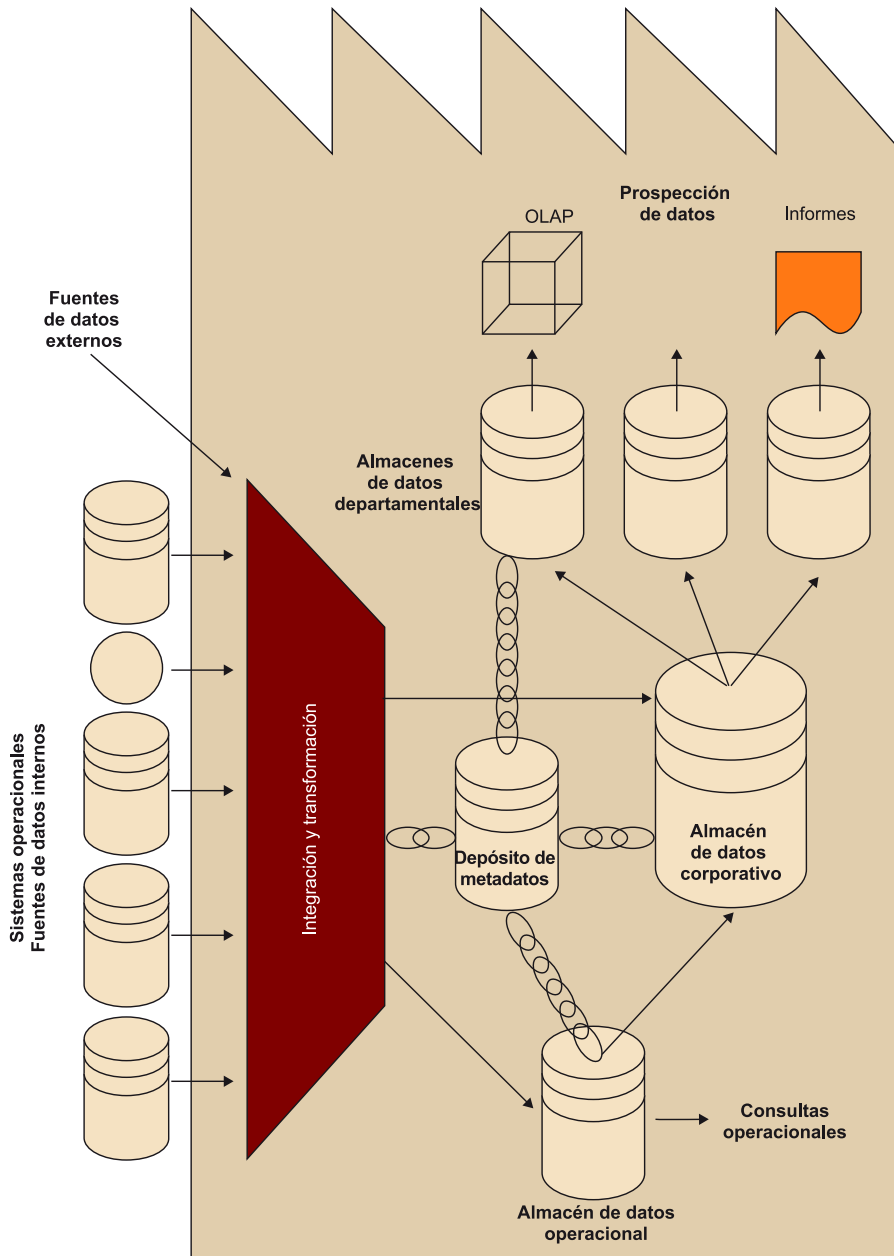 OLAP
Prospección
de datos
Informes
Fuentes
de datos
externos
Almacenes
de datos
departamentales
Sistemas operacionales
Fuentes de datos internos
Integración y transformación
Depósito de
metadatos
Almacén
de datos
corporativo
Consultas
operacionales
Almacén de datos
operacional